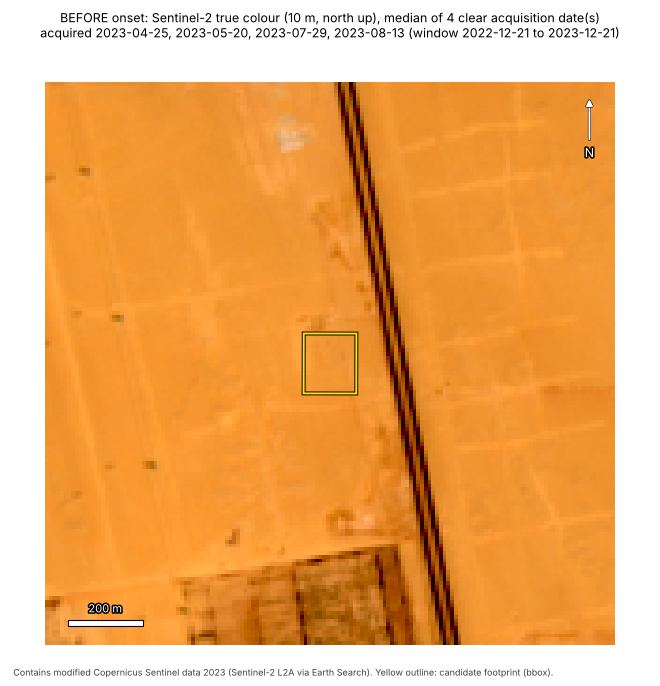 BEFORE onset: Sentinel-2 true colour (10 m, north up), median of 4 clear acquisition date(s)
acquired 2023-04-25, 2023-05-20, 2023-07-29, 2023-08-13 (window 2022-12-21 to 2023-12-21)
N
200 m
Contains modified Copernicus Sentinel data 2023 (Sentinel-2 L2A via Earth Search). Yellow outline: candidate footprint (bbox).